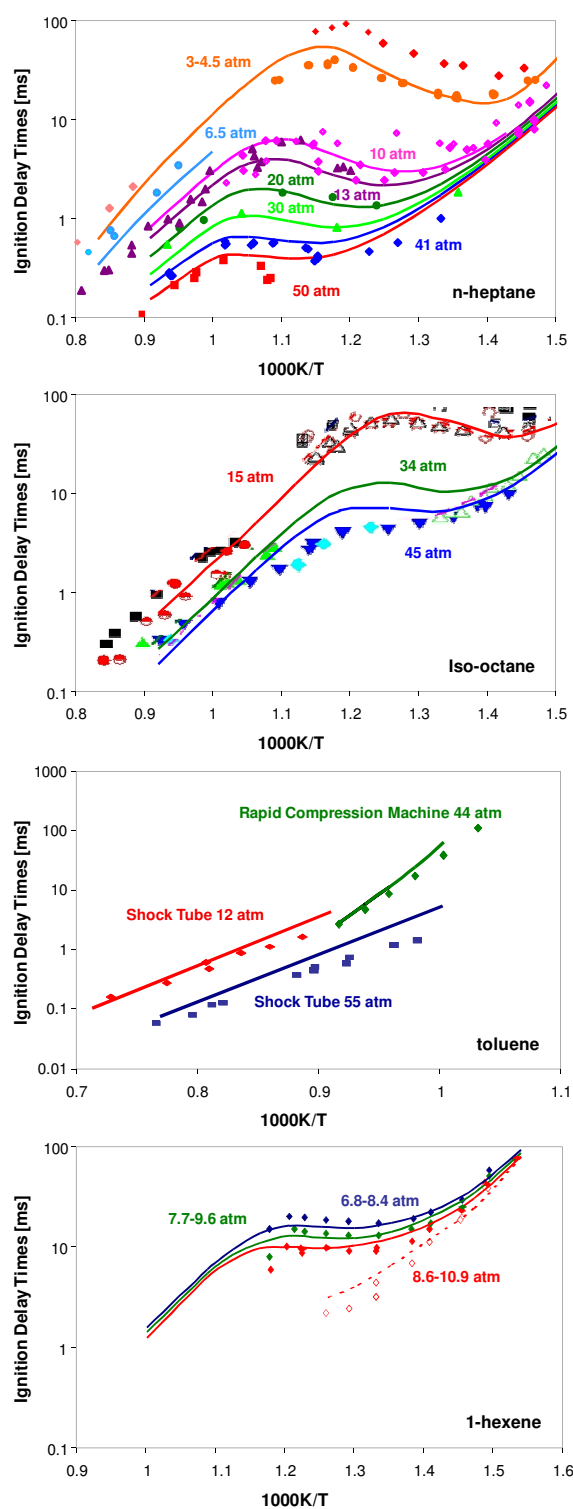 100
10
1
0.1
Ignition Delay Times [ms]
3-4.5 atm
6.5 atm
10 atm
20 atm
13 atm
30 atm
41 atm
50 atm
n-heptane
0.8 0.9 1 1.1 1.2 1.3 1.4 1.5
1000K/T
100
10
1
0.1
Ignition Delay Times [ms]
15 atm
34 atm
45 atm
Iso-octane
0.8 0.9 1 1.1 1.2 1.3 1.4 1.5
1000K/T
1000
100
10
1
0.1
0.01
Ignition Delay Times [ms]
Rapid Compression Machine 44 atm
Shock Tube 12 atm
Shock Tube 55 atm
toluene
0.7 0.8 0.9 1 1.1
1000K/T
100
10
1
0.1
Ignition Delay Times [ms]
6.8-8.4 atm
7.7-9.6 atm
8.6-10.9 atm
1-hexene
0.9 1 1.1 1.2 1.3 1.4 1.5 1.6
1000K/T